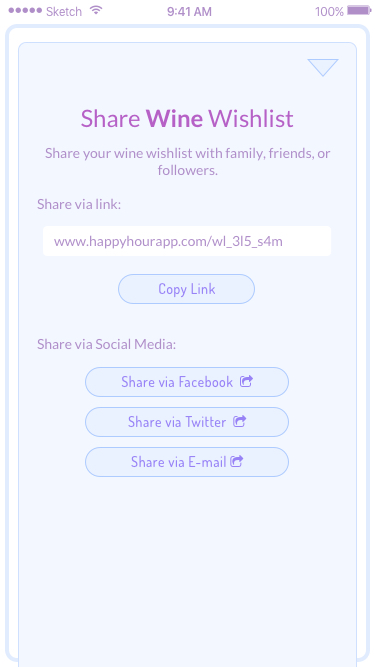 Sketch 9:41 AM 100%
Share Wine Wishlist
Share your wine wishlist with family, friends, or
followers.
Share via link:
www.happyhourapp.com/wl_3l5_s4m
Copy Link
Share via Social Media:
Share via Facebook
Share via Twitter
Share via E-mail